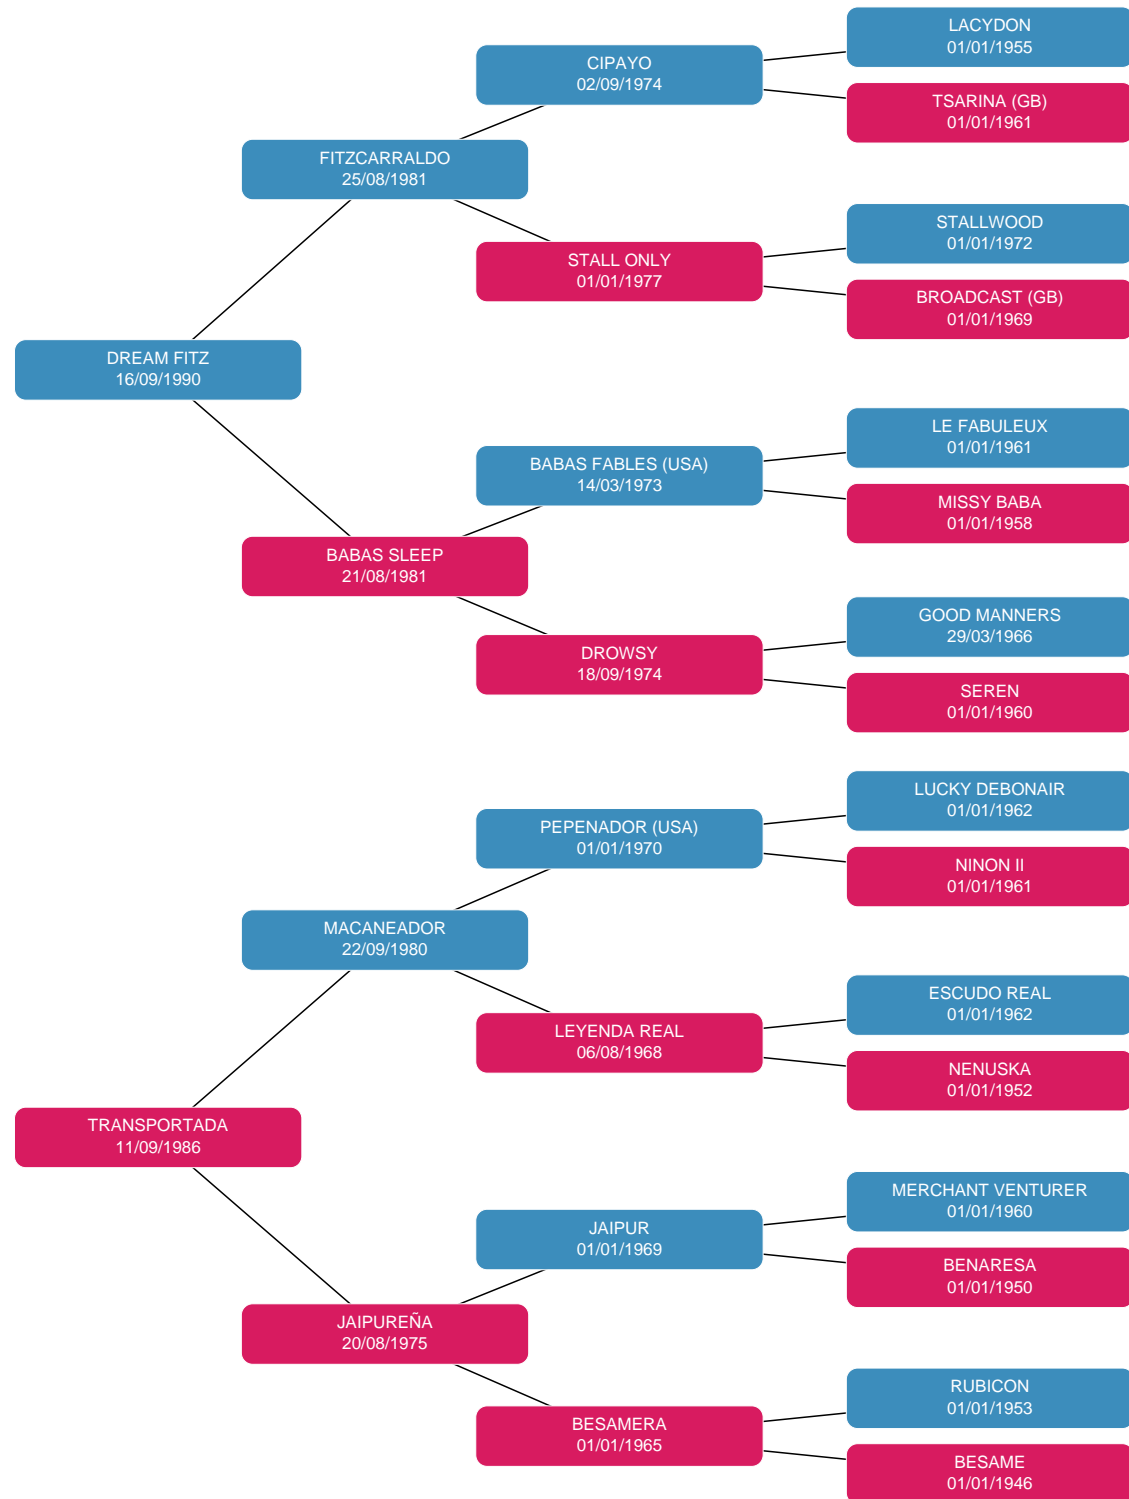 LACYDON
01/01/1955
CIPAYO
02/09/1974
TSARINA (GB)
01/01/1961
FITZCARRALDO
25/08/1981
STALLWOOD
01/01/1972
STALL ONLY
01/01/1977
BROADCAST (GB)
01/01/1969
DREAM FITZ
16/09/1990
LE FABULEUX
01/01/1961
BABAS FABLES (USA)
14/03/1973
MISSY BABA
01/01/1958
BABAS SLEEP
21/08/1981
GOOD MANNERS
29/03/1966
DROWSY
18/09/1974
SEREN
01/01/1960
LUCKY DEBONAIR
01/01/1962
PEPENADOR (USA)
01/01/1970
NINON II
01/01/1961
MACANEADOR
22/09/1980
ESCUDO REAL
01/01/1962
LEYENDA REAL
06/08/1968
NENUSKA
01/01/1952
TRANSPORTADA
11/09/1986
MERCHANT VENTURER
01/01/1960
JAIPUR
01/01/1969
BENARESA
01/01/1950
JAIPUREÑA
20/08/1975
RUBICON
01/01/1953
BESAMERA
01/01/1965
BESAME
01/01/1946